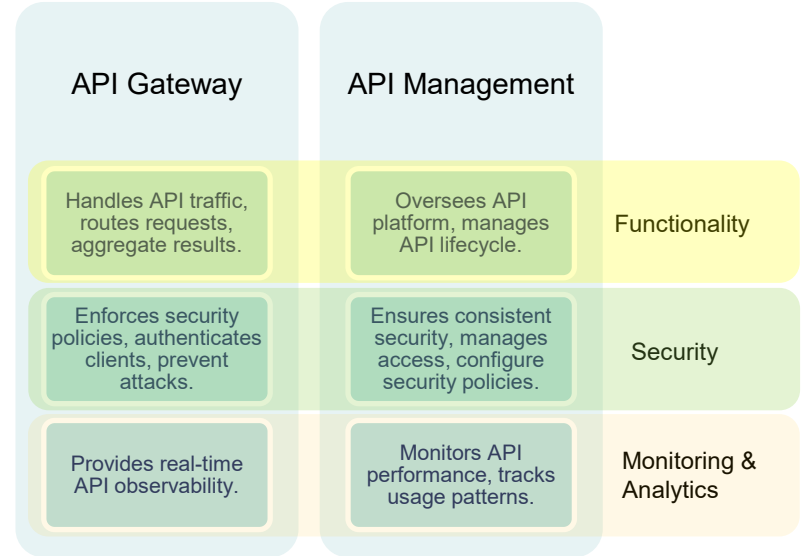 API Gateway
API Management
Handles API traffic,
routes requests,
aggregate results.
Oversees API
platform, manages
API lifecycle.
Functionality
Enforces security
policies, authenticates
clients, prevent
attacks.
Ensures consistent
security, manages
access, configure
security policies.
Security
Provides real-time
API observability.
Monitors API
performance, tracks
usage patterns.
Monitoring &
Analytics